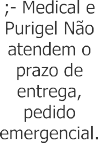 ;- Medical e
Purigel Não
atendem o
prazo de
entrega,
pedido
emergencial.